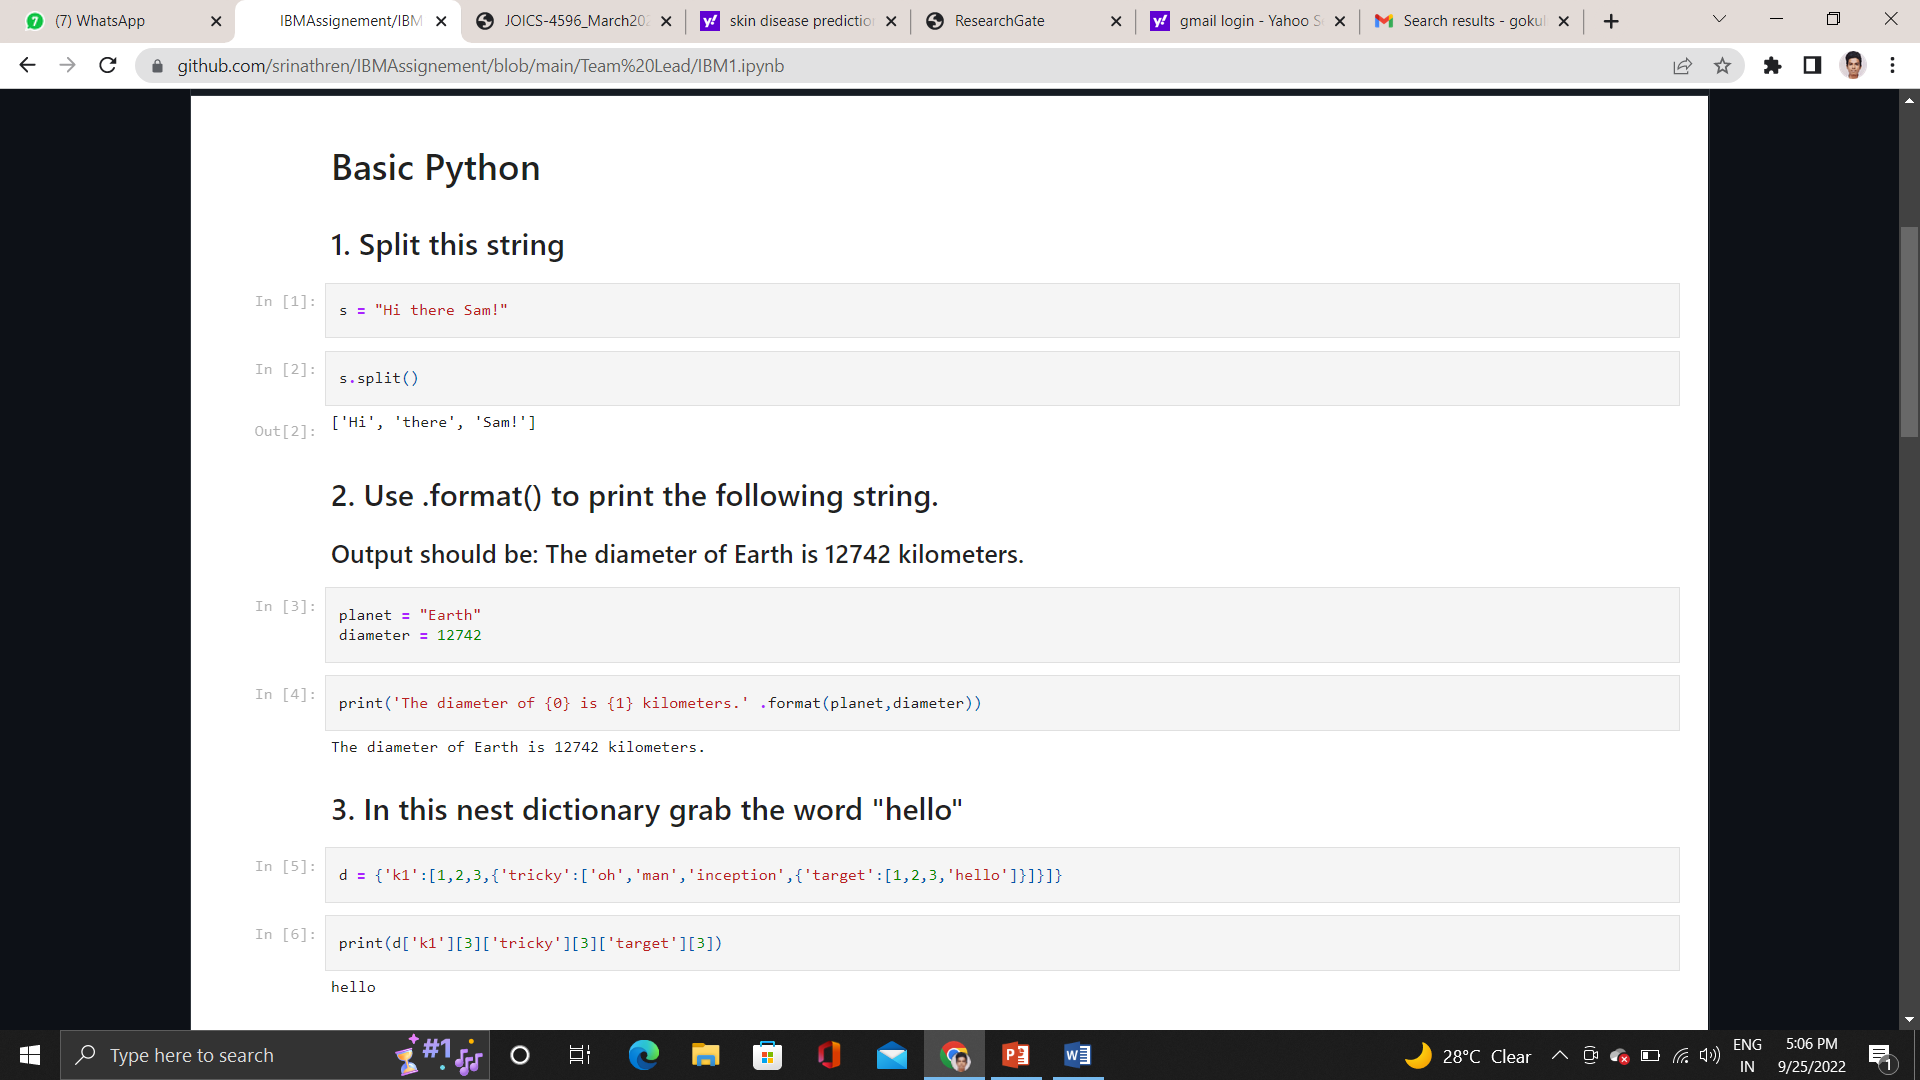 (7) WhatsApp
IBMAssignement/IBM
JOICS-4596_March202
skin disease prediction
ResearchGate
gmail login - Yahoo Se
Search results - gokul
github.com/srinathren/IBMAssignement/blob/main/Team%20Lead/IBM1.ipynb
Basic Python
1. Split this string
In [1]:
s = "Hi there Sam!"
In [2]:
s.split()
Out[2]:
['Hi', 'there', 'Sam!']
2. Use .format() to print the following string.
Output should be: The diameter of Earth is 12742 kilometers.
In [3]:
planet = "Earth"
diameter = 12742
In [4]:
print('The diameter of {0} is {1} kilometers.' .format(planet,diameter))
The diameter of Earth is 12742 kilometers.
3. In this nest dictionary grab the word "hello"
In [5]:
d = {'k1':[1,2,3,{'tricky':['oh','man','inception',{'target':[1,2,3,'hello']}]}]}
In [6]:
print(d['k1'][3]['tricky'][3]['target'][3])
hello
Type here to search
#1
28°C Clear
ENG
IN
5:06 PM
9/25/2022
1